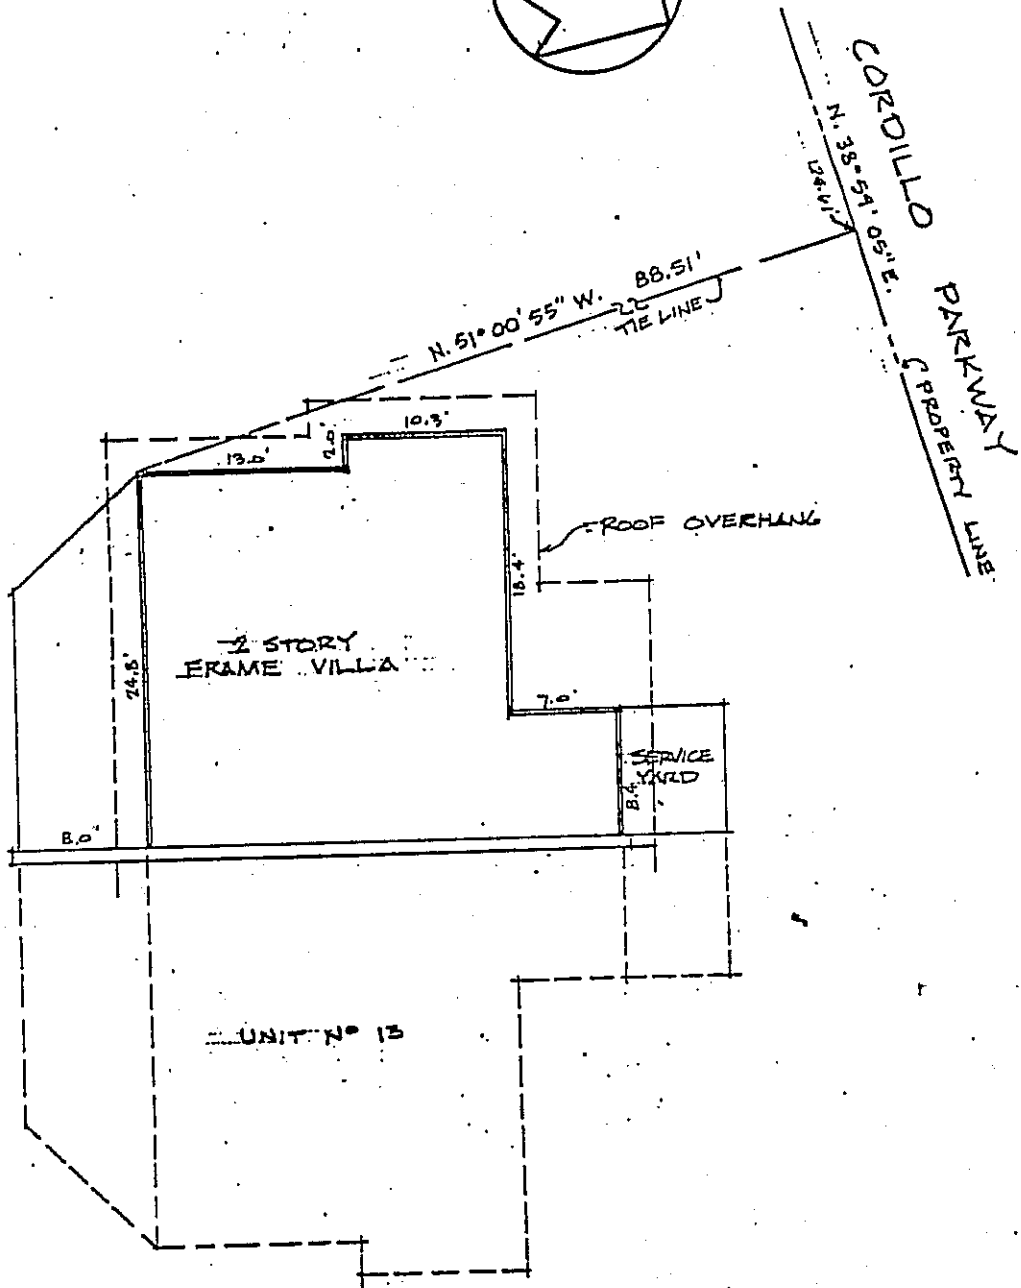 CORDILLO PARKWAY
N. 38° 59' 05" E.
124.61'
N. 51° 00' 55" W. 88.51'
TIE LINE
PROPERTY LINE
10.3'
2.0'
13.0'
ROOF OVERHANG
18.4'
2 STORY
FRAME VILLA
24.8'
7.0'
SERVICE
YARD
8.4'
8.0'
UNIT Nº 13